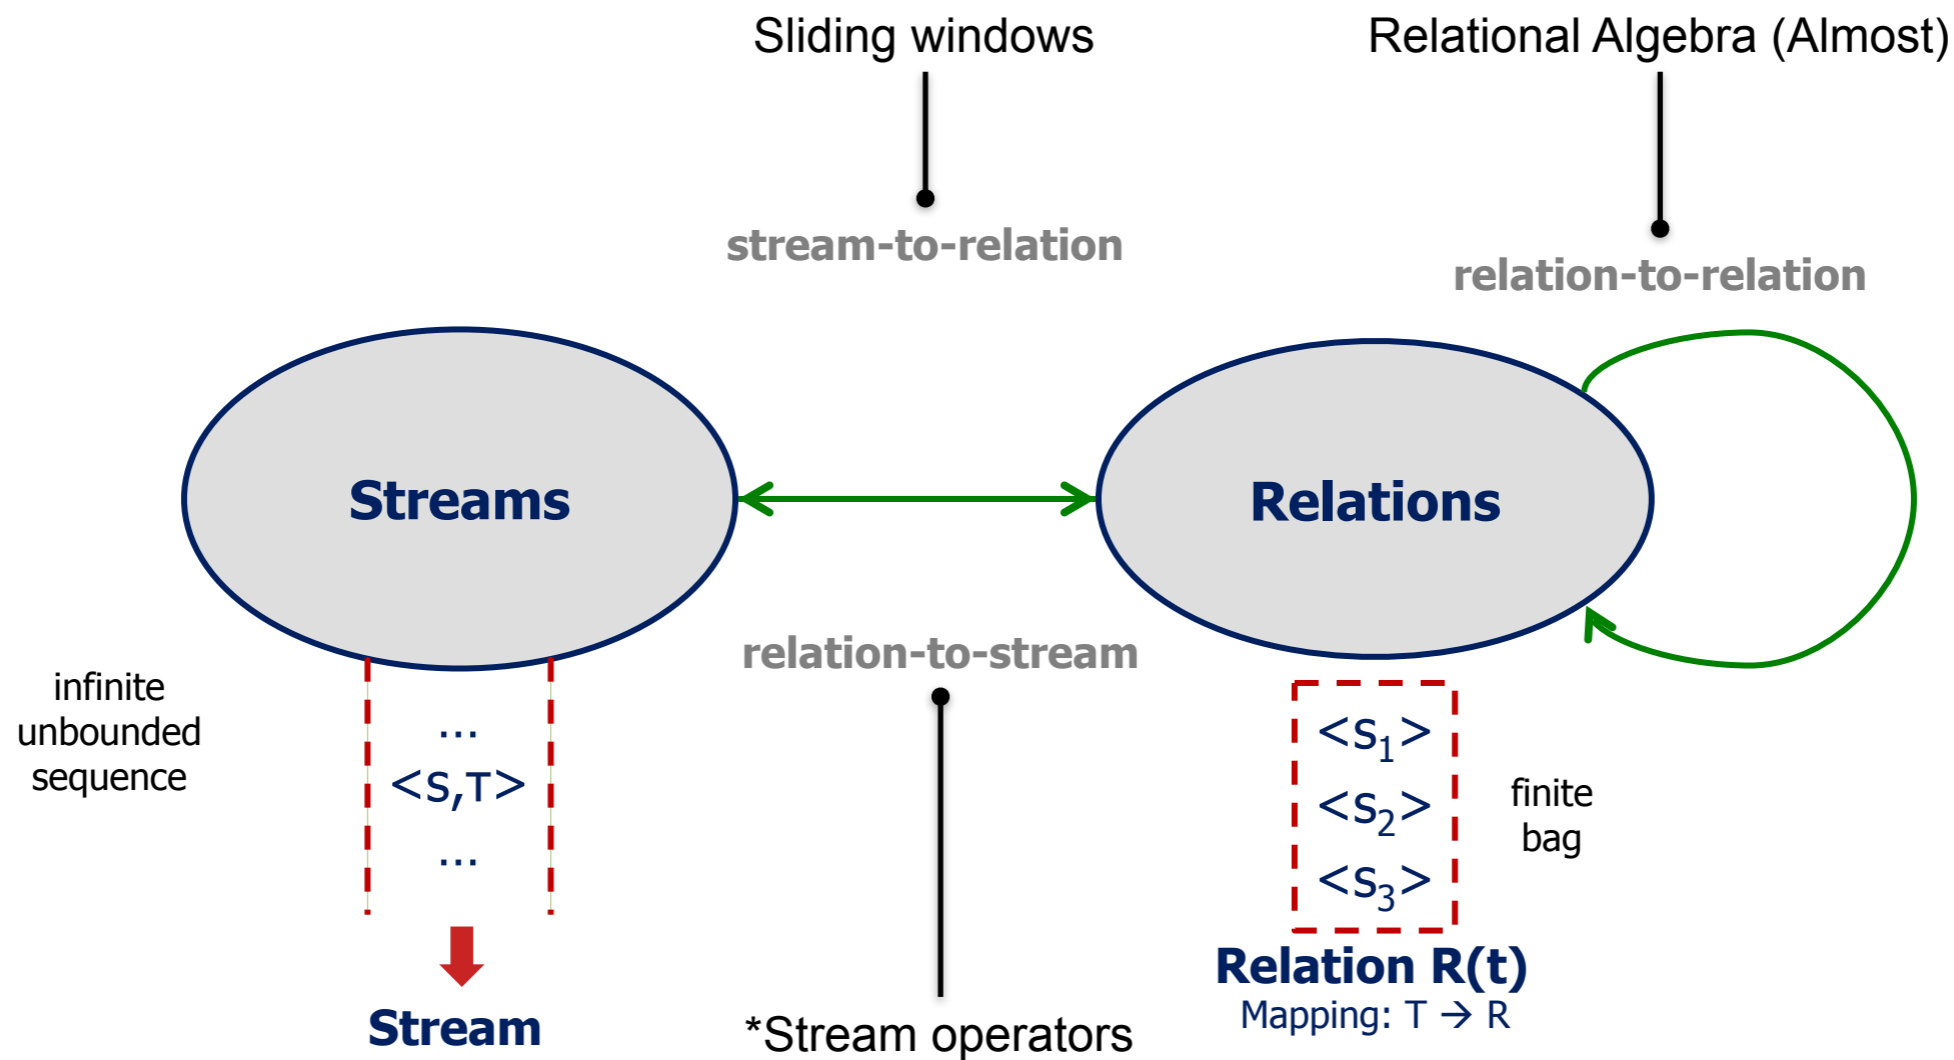 Sliding windows
Relational Algebra (Almost)
stream-to-relation
relation-to-relation
Streams
Relations
relation-to-stream
infinite
unbounded
sequence
...
<s,τ>
...
Stream
<s₁>
<s₂>
<s₃>
finite
bag
Relation R(t)
Mapping: T → R
*Stream operators